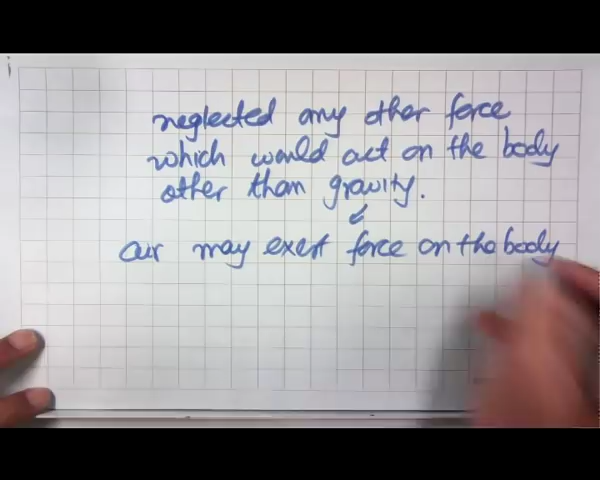 neglected any other force
which would act on the body
other than gravity.
air may exert force on the body